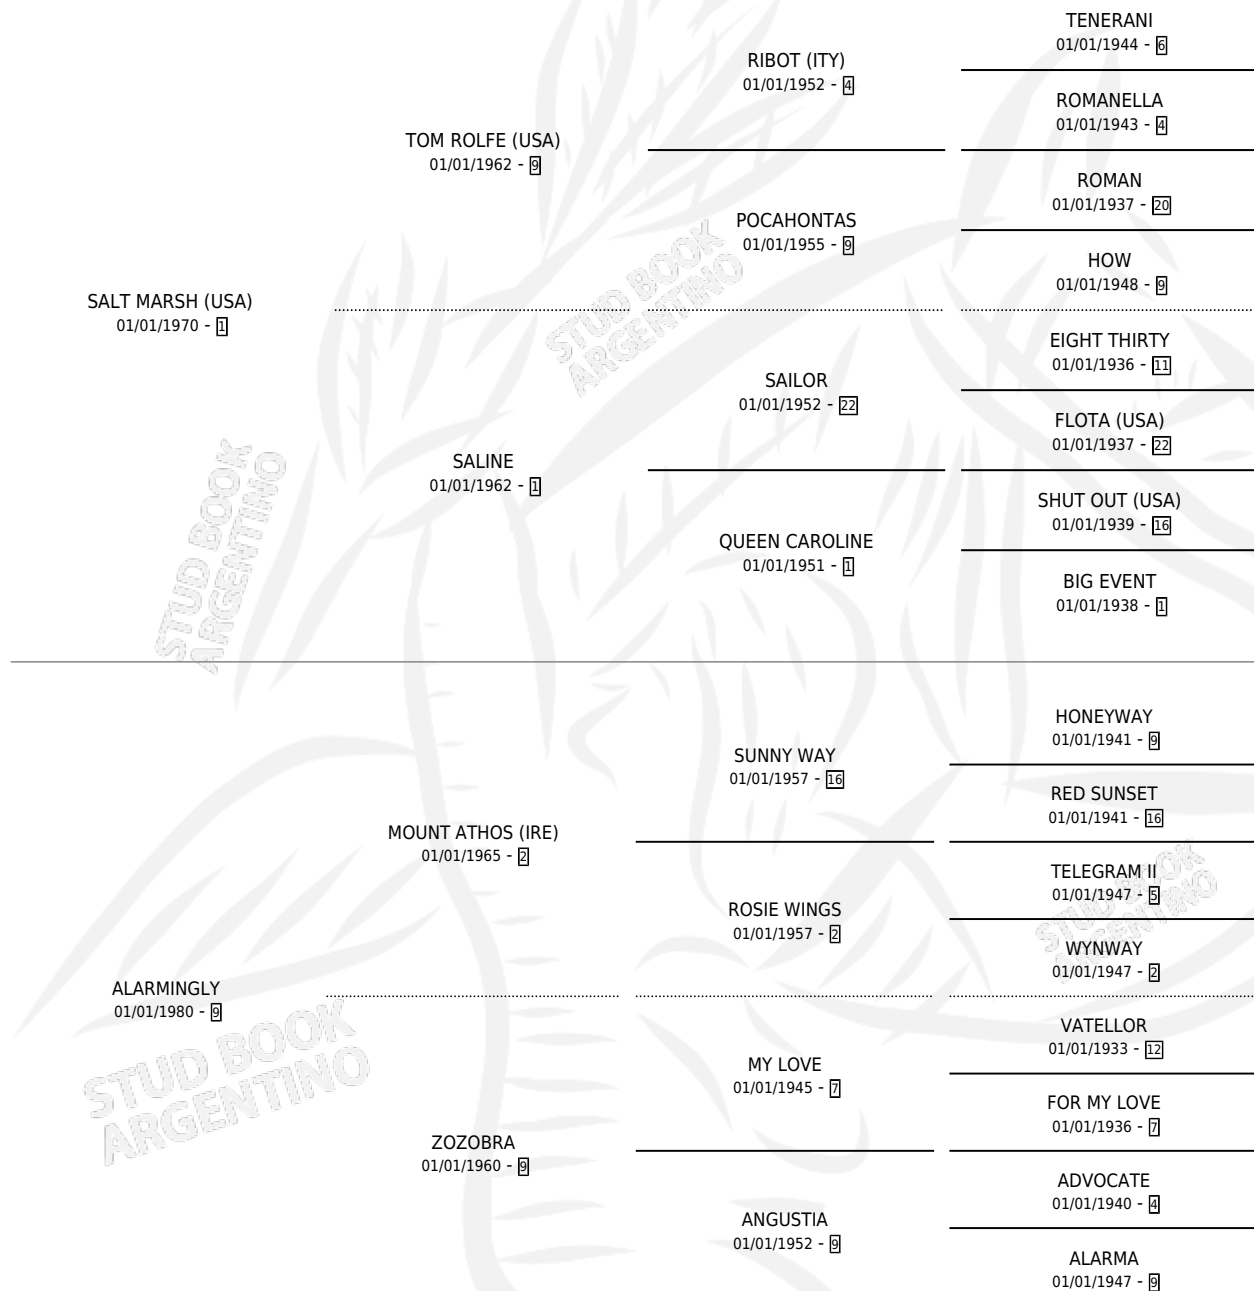 TENERANI
01/01/1944 - 6
RIBOT (ITY)
01/01/1952 - 4
ROMANELLA
01/01/1943 - 4
TOM ROLFE (USA)
01/01/1962 - 9
ROMAN
01/01/1937 - 20
POCAHONTAS
01/01/1955 - 9
HOW
01/01/1948 - 9
SALT MARSH (USA)
01/01/1970 - 1
EIGHT THIRTY
01/01/1936 - 11
SAILOR
01/01/1952 - 22
FLOTA (USA)
01/01/1937 - 22
SALINE
01/01/1962 - 1
SHUT OUT (USA)
01/01/1939 - 16
QUEEN CAROLINE
01/01/1951 - 1
BIG EVENT
01/01/1938 - 1
HONEYWAY
01/01/1941 - 9
SUNNY WAY
01/01/1957 - 16
RED SUNSET
01/01/1941 - 16
MOUNT ATHOS (IRE)
01/01/1965 - 2
TELEGRAM II
01/01/1947 - 5
ROSIE WINGS
01/01/1957 - 2
WYNWAY
01/01/1947 - 2
ALARMINGLY
01/01/1980 - 9
VATELLOR
01/01/1933 - 12
MY LOVE
01/01/1945 - 7
FOR MY LOVE
01/01/1936 - 7
ZOZOBRA
01/01/1960 - 9
ADVOCATE
01/01/1940 - 4
ANGUSTIA
01/01/1952 - 9
ALARMA
01/01/1947 - 9
STUD BOOK
ARGENTINO
STUD BOOK
ARGENTINO
STUD BOOK
ARGENTINO
STUD BOOK
ARGENTINO